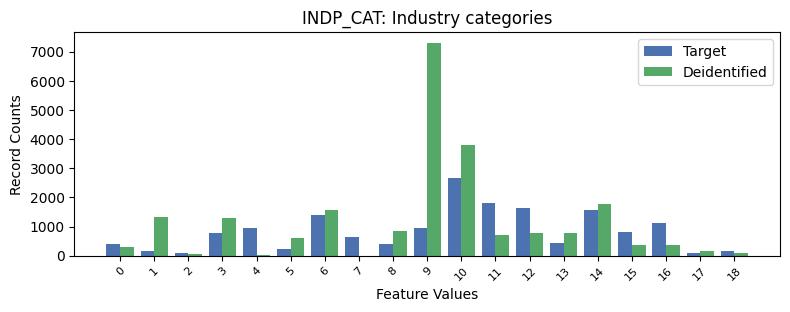 INDP_CAT: Industry categories
Target
Deidentified
Record Counts
7000
6000
5000
4000
3000
2000
1000
0
0 1 2 3 4 5 6 7 8 9 10 11 12 13 14 15 16 17 18
Feature Values